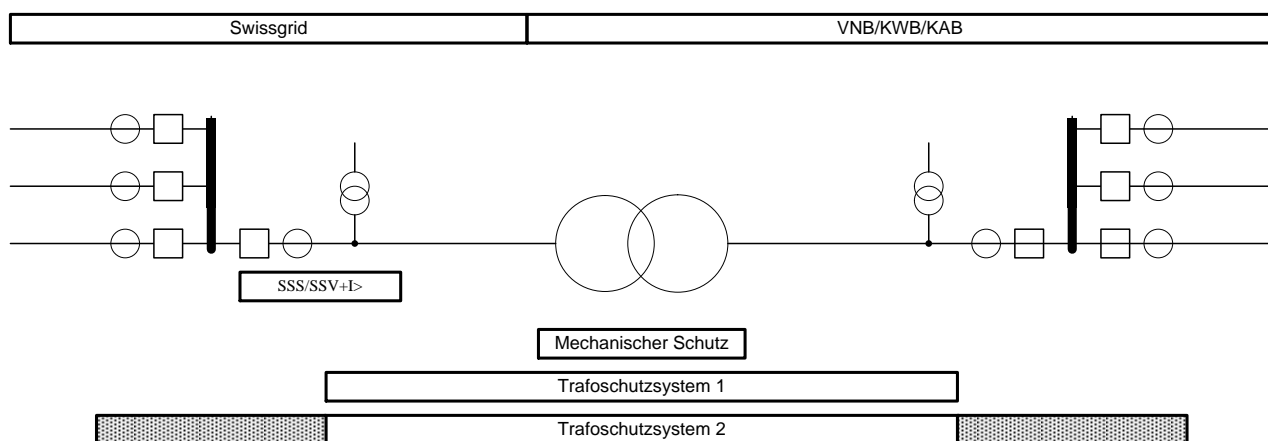 Swissgrid
VNB/KWB/KAB
SSS/SSV+I>
Mechanischer Schutz
Trafoschutzsystem 1
Trafoschutzsystem 2